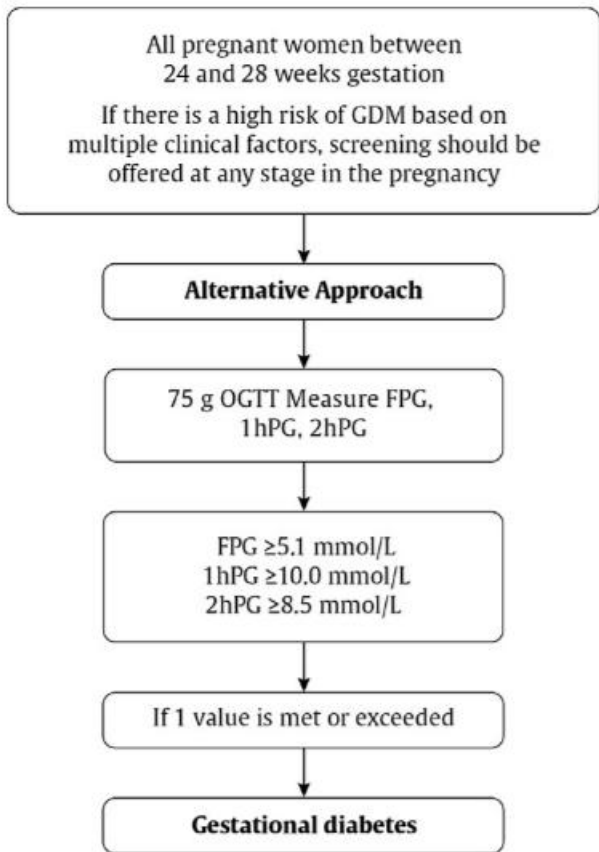 All pregnant women between
24 and 28 weeks gestation
If there is a high risk of GDM based on
multiple clinical factors, screening should be
offered at any stage in the pregnancy
Alternative Approach
75 g OGTT Measure FPG,
1hPG, 2hPG
FPG ≥5.1 mmol/L
1hPG ≥10.0 mmol/L
2hPG ≥8.5 mmol/L
If 1 value is met or exceeded
Gestational diabetes